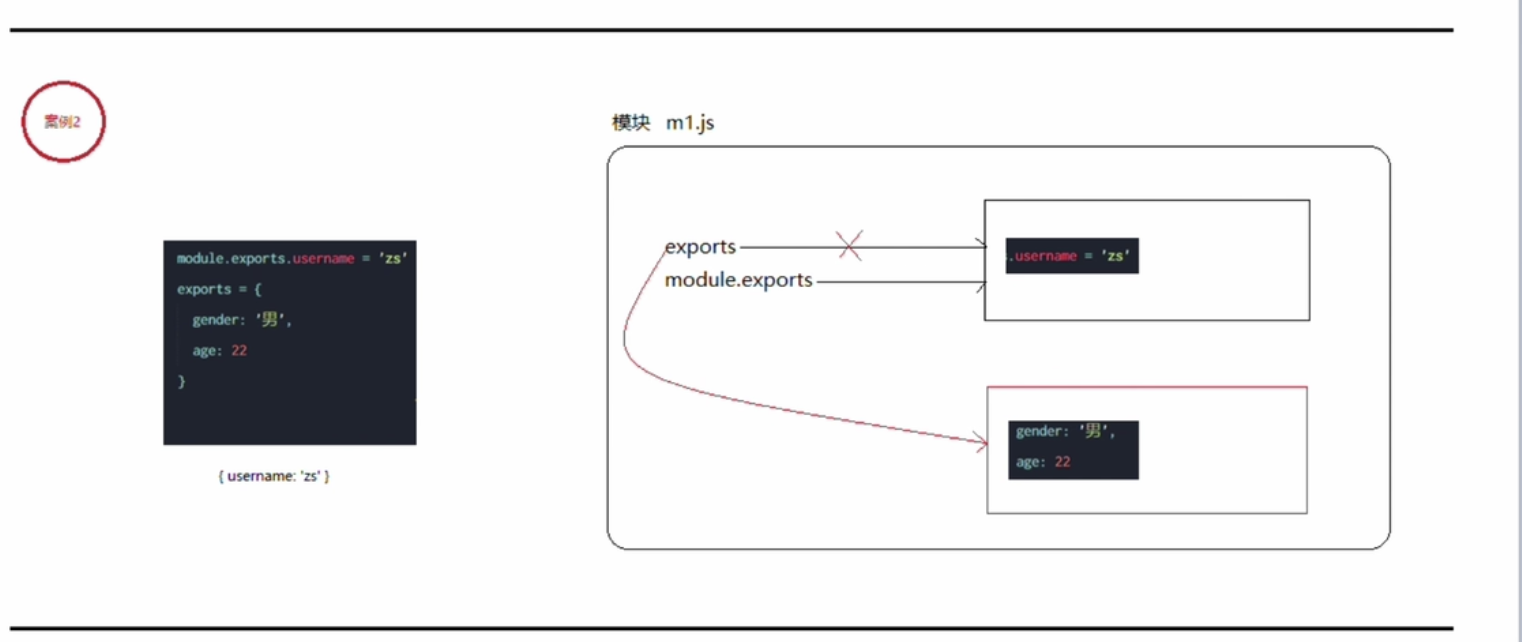 案例2
模块 m1.js
module.exports.username = 'zs'
exports = {
gender: '男',
age: 22
}
{ username: 'zs' }
exports
module.exports
.username = 'zs'
gender: '男',
age: 22